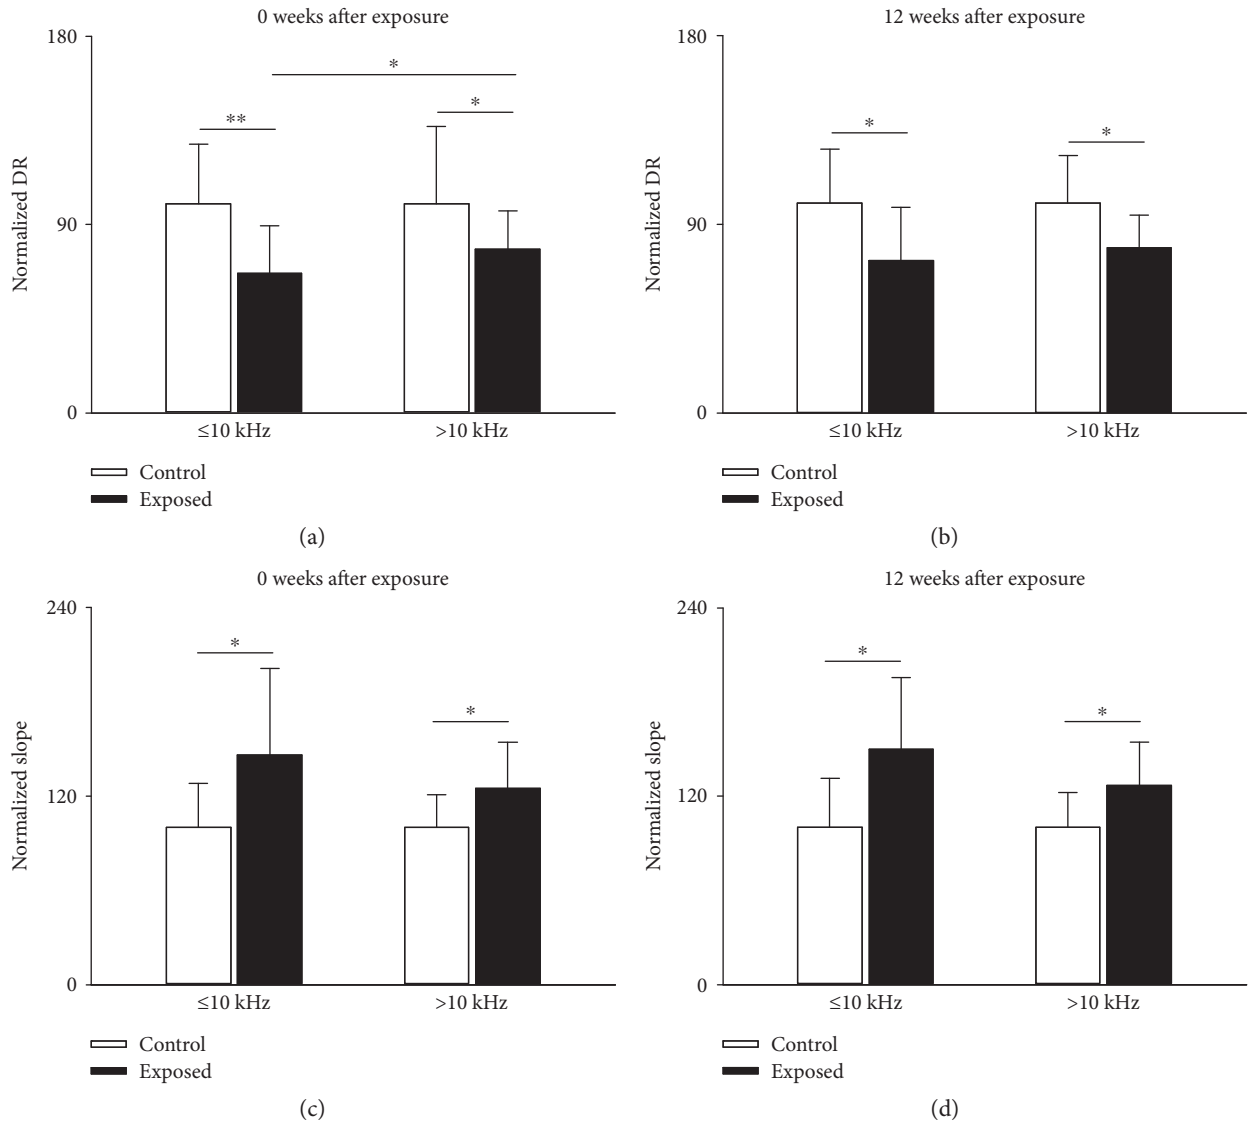 0 weeks after exposure
180
90
0
Normalized DR
**
*
*
≤10 kHz
>10 kHz
Control
Exposed
(a)
12 weeks after exposure
180
90
0
Normalized DR
*
*
≤10 kHz
>10 kHz
Control
Exposed
(b)
0 weeks after exposure
240
120
0
Normalized slope
*
*
≤10 kHz
>10 kHz
Control
Exposed
(c)
12 weeks after exposure
240
120
0
Normalized slope
*
*
≤10 kHz
>10 kHz
Control
Exposed
(d)